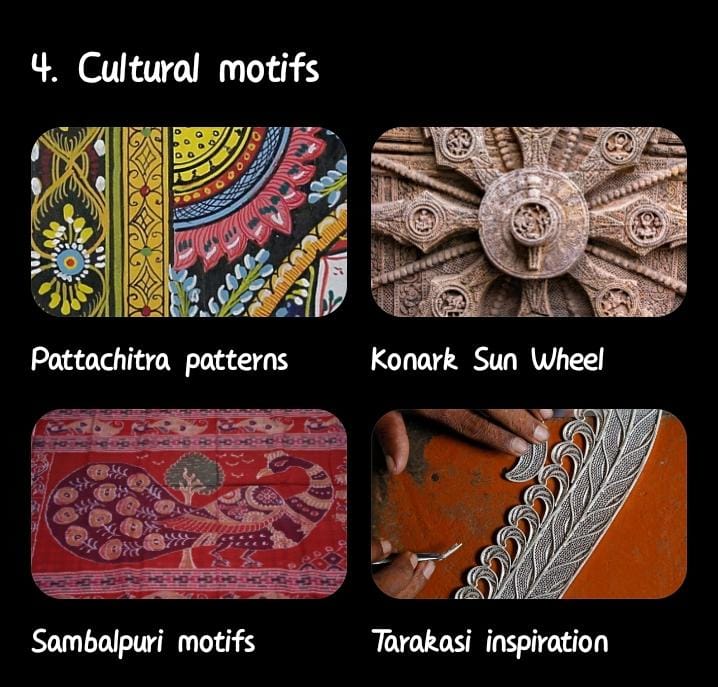 4. Cultural motifs
Pattachitra patterns
Konark Sun Wheel
Sambalpuri motifs
Tarakasi inspiration